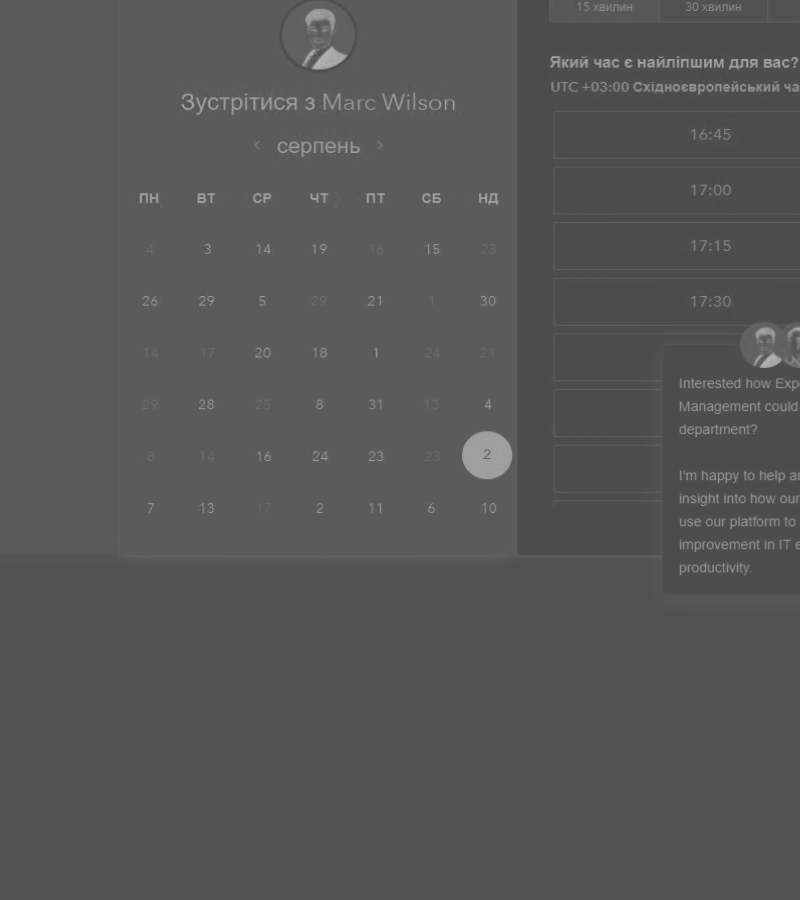 15 хвилин
30 хвилин
Зустрітися з Marc Wilson
серпень
ПН ВТ СР ЧТ ПТ СБ НД
4 3 14 19 16 15 23
26 29 5 29 21 1 30
14 17 20 18 1 24 21
29 28 25 8 31 13 4
8 14 16 24 23 23 2
7 13 17 2 11 6 10
Який час є найліпшим для вас?
UTC +03:00 Східноєвропейський ча
16:45
17:00
17:15
17:30
Interested how Exp
Management could
department?
I'm happy to help a
insight into how our
use our platform to
improvement in IT e
productivity.